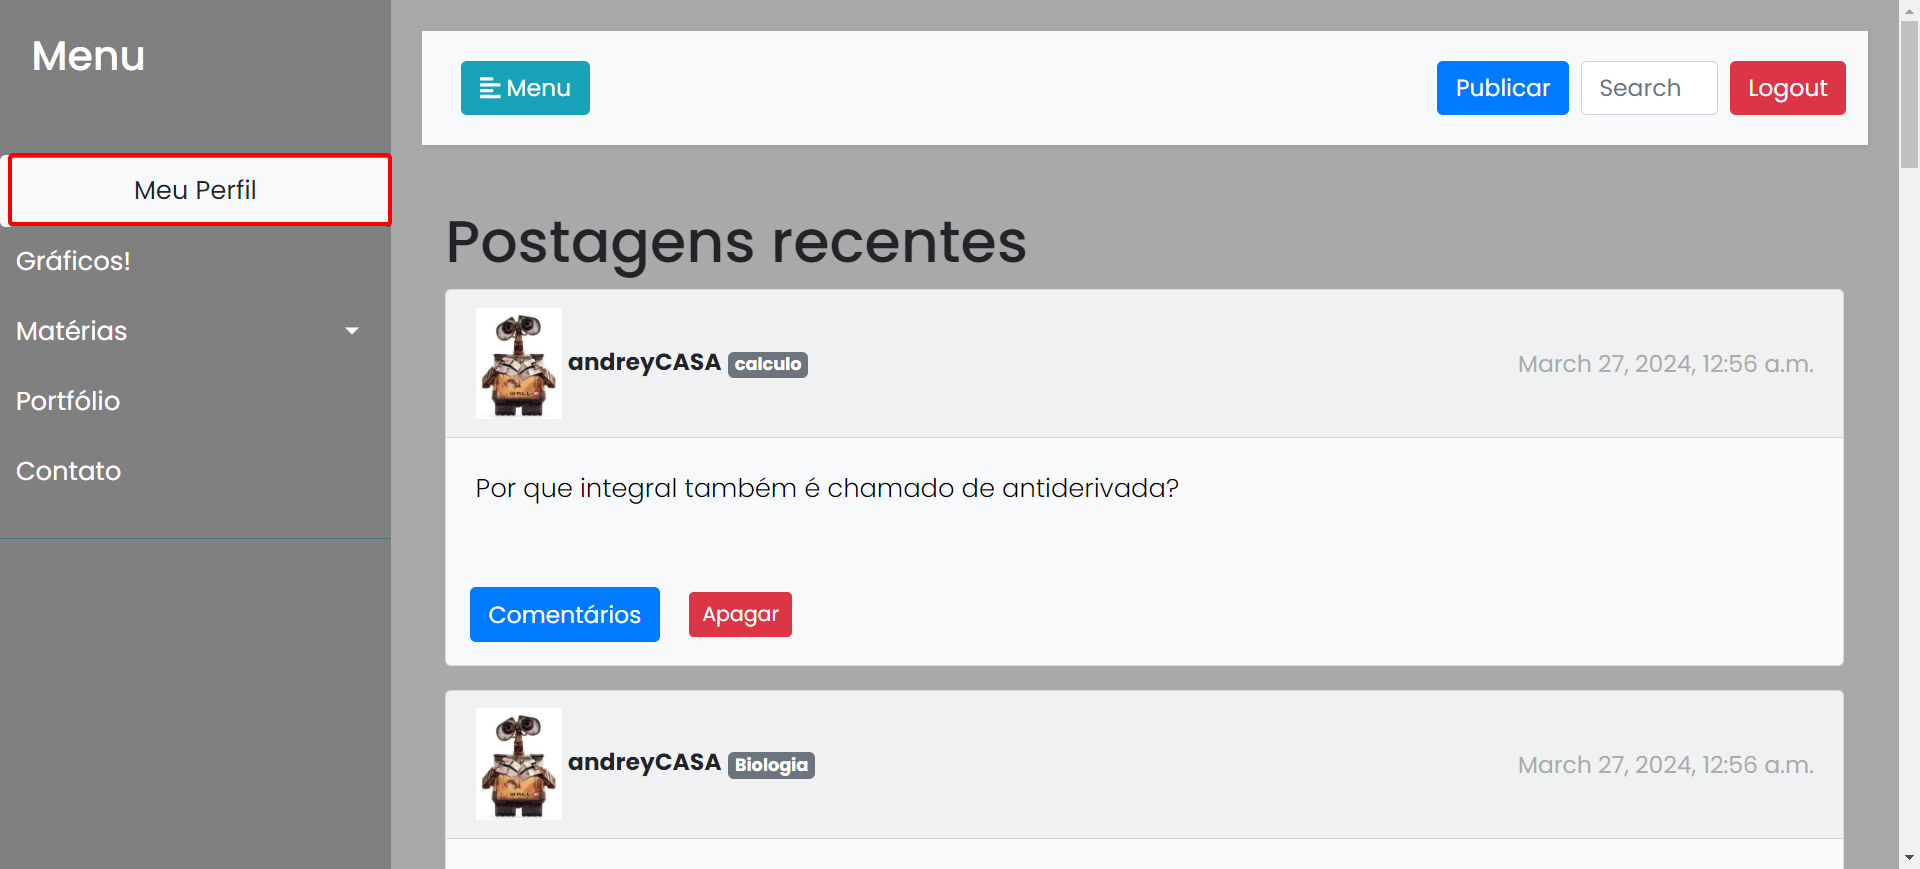 Menu
Meu Perfil
Gráficos!
Matérias
Portfólio
Contato
Menu
Publicar
Search
Logout
Postagens recentes
andreyCASA calculo
March 27, 2024, 12:56 a.m.
Por que integral também é chamado de antiderivada?
Comentários
Apagar
andreyCASA Biologia
March 27, 2024, 12:56 a.m.